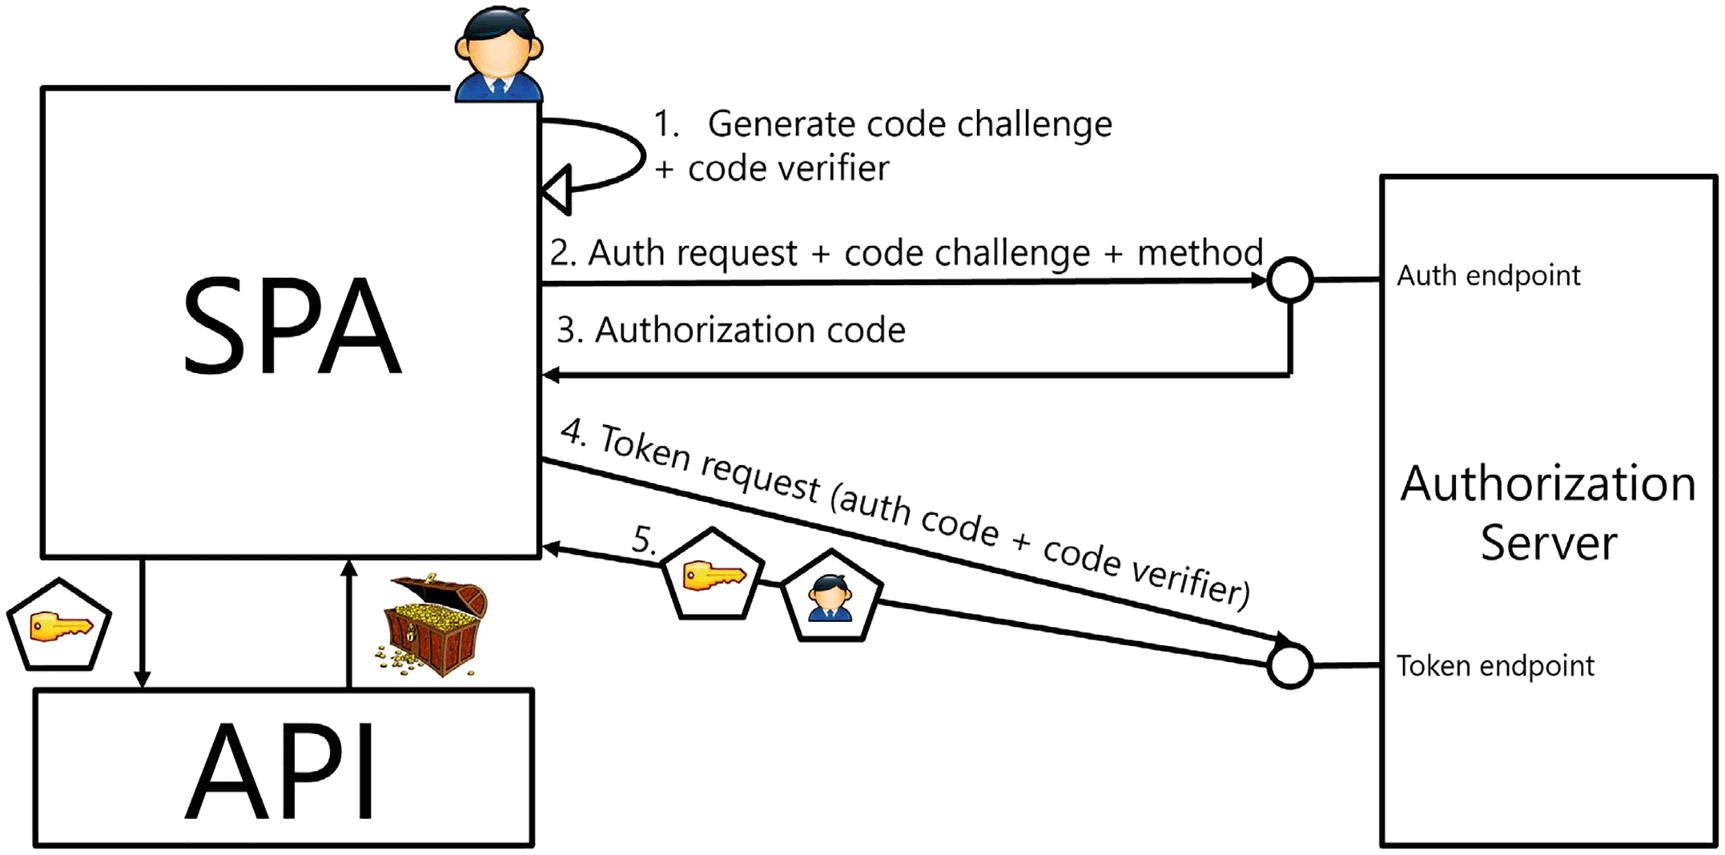 1. Generate code challenge
+ code verifier
2. Auth request + code challenge + method
Auth endpoint
3. Authorization code
SPA
4. Token request (auth code + code verifier)
Authorization
Server
5.
Token endpoint
API